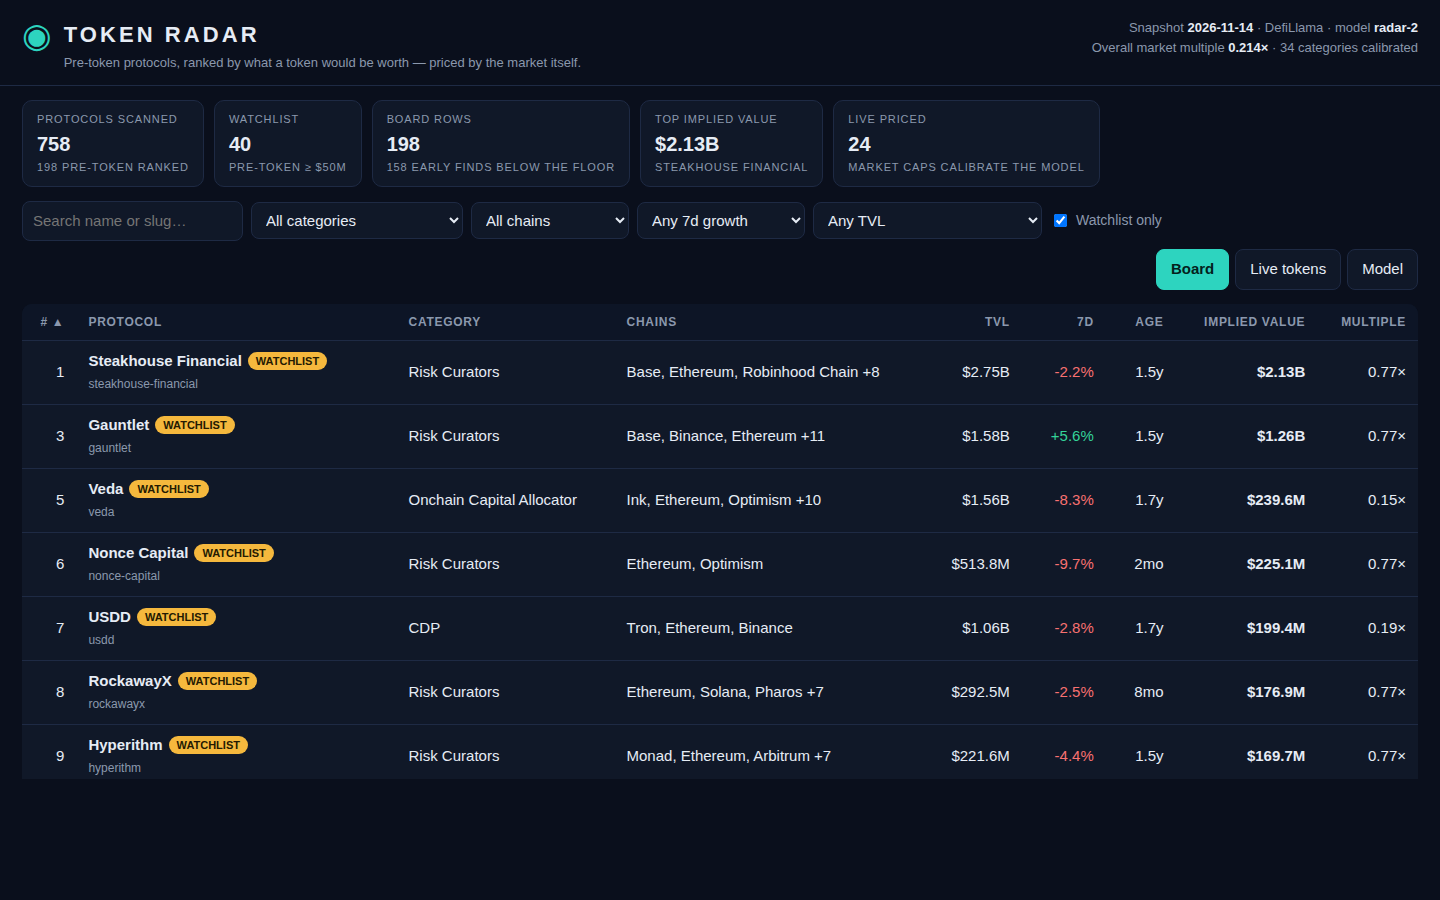 TOKEN RADAR
Pre-token protocols, ranked by what a token would be worth — priced by the market itself.
Snapshot 2026-11-14 · DefiLlama · model radar-2
Overall market multiple 0.214× · 34 categories calibrated
PROTOCOLS SCANNED
758
198 PRE-TOKEN RANKED
WATCHLIST
40
PRE-TOKEN ≥ $50M
BOARD ROWS
198
158 EARLY FINDS BELOW THE FLOOR
TOP IMPLIED VALUE
$2.13B
STEAKHOUSE FINANCIAL
LIVE PRICED
24
MARKET CAPS CALIBRATE THE MODEL
Search name or slug… All categories All chains Any 7d growth Any TVL Watchlist only
Board Live tokens Model
# ▲ PROTOCOL CATEGORY CHAINS TVL 7D AGE IMPLIED VALUE MULTIPLE
1 Steakhouse Financial WATCHLIST Risk Curators Base, Ethereum, Robinhood Chain +8 $2.75B -2.2% 1.5y $2.13B 0.77×
steakhouse-financial
3 Gauntlet WATCHLIST Risk Curators Base, Binance, Ethereum +11 $1.58B +5.6% 1.5y $1.26B 0.77×
gauntlet
5 Veda WATCHLIST Onchain Capital Allocator Ink, Ethereum, Optimism +10 $1.56B -8.3% 1.7y $239.6M 0.15×
veda
6 Nonce Capital WATCHLIST Risk Curators Ethereum, Optimism $513.8M -9.7% 2mo $225.1M 0.77×
nonce-capital
7 USDD WATCHLIST CDP Tron, Ethereum, Binance $1.06B -2.8% 1.7y $199.4M 0.19×
usdd
8 RockawayX WATCHLIST Risk Curators Ethereum, Solana, Pharos +7 $292.5M -2.5% 8mo $176.9M 0.77×
rockawayx
9 Hyperithm WATCHLIST Risk Curators Monad, Ethereum, Arbitrum +7 $221.6M -4.4% 1.5y $169.7M 0.77×
hyperithm